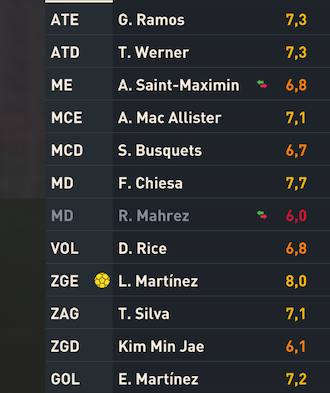 ATE G. Ramos 7,3
ATD T. Werner 7,3
ME A. Saint-Maximin 6,8
MCE A. Mac Allister 7,1
MCD S. Busquets 6,7
MD F. Chiesa 7,7
MD R. Mahrez 6,0
VOL D. Rice 6,8
ZGE L. Martínez 8,0
ZAG T. Silva 7,1
ZGD Kim Min Jae 6,1
GOL E. Martínez 7,2